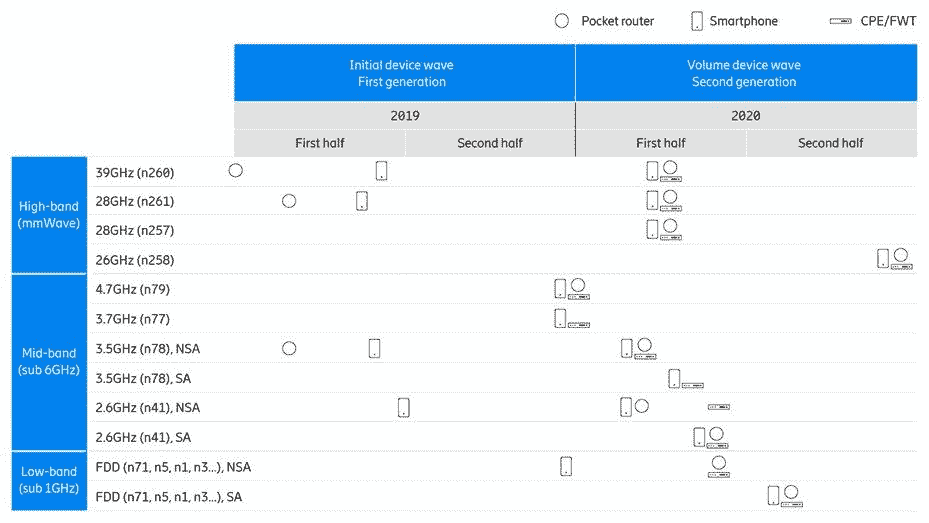 Pocket router
Smartphone
CPE/FWT
Initial device wave
First generation
Volume device wave
Second generation
2019
2020
First half
Second half
First half
Second half
High-band
(mmWave)
39GHz (n260)
28GHz (n261)
28GHz (n257)
26GHz (n258)
Mid-band
(sub 6GHz)
4.7GHz (n79)
3.7GHz (n77)
3.5GHz (n78), NSA
3.5GHz (n78), SA
2.6GHz (n41), NSA
2.6GHz (n41), SA
Low-band
(sub 1GHz)
FDD (n71, n5, n1, n3...), NSA
FDD (n71, n5, n1, n3...), SA